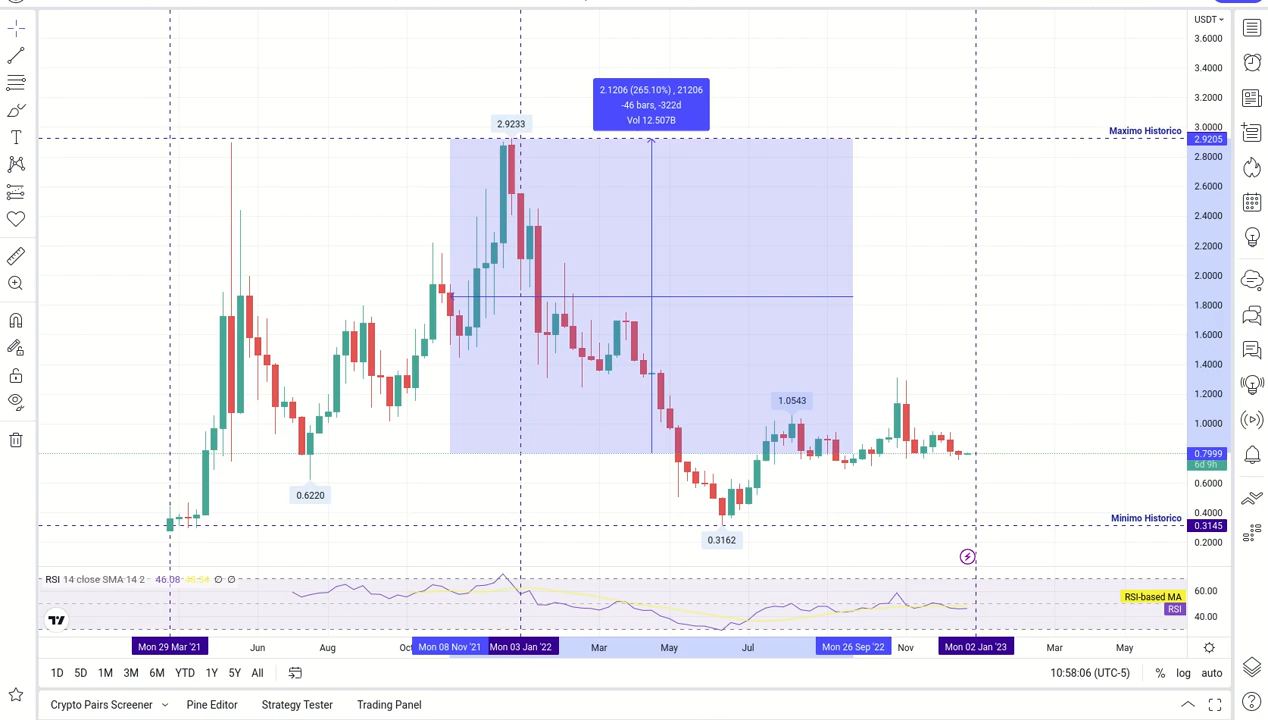 USDT
3.6000
3.4000
3.2000
2.1206 (265.10%) , 21206
-46 bars, -322d
Vol 12.507B
2.9233
3.0000
Maximo Historico
2.9205
2.8000
2.6000
2.4000
2.2000
2.0000
1.8000
1.6000
1.4000
1.2000
1.0543
1.0000
0.7999
6d 9h
0.6220
0.6000
0.4000
Minimo Historico
0.3145
0.3162
0.2000
RSI 14 close SMA 14 2 46.08 48.54 ∅ ∅
60.00
RSI-based MA
RSI
40.00
Mon 29 Mar '21 Jun Aug Oct Mon 08 Nov '21 Mon 03 Jan '22 Mar May Jul Mon 26 Sep '22 Nov Mon 02 Jan '23 Mar May
1D 5D 1M 3M 6M YTD 1Y 5Y All 10:58:06 (UTC-5) % log auto
Crypto Pairs Screener Pine Editor Strategy Tester Trading Panel